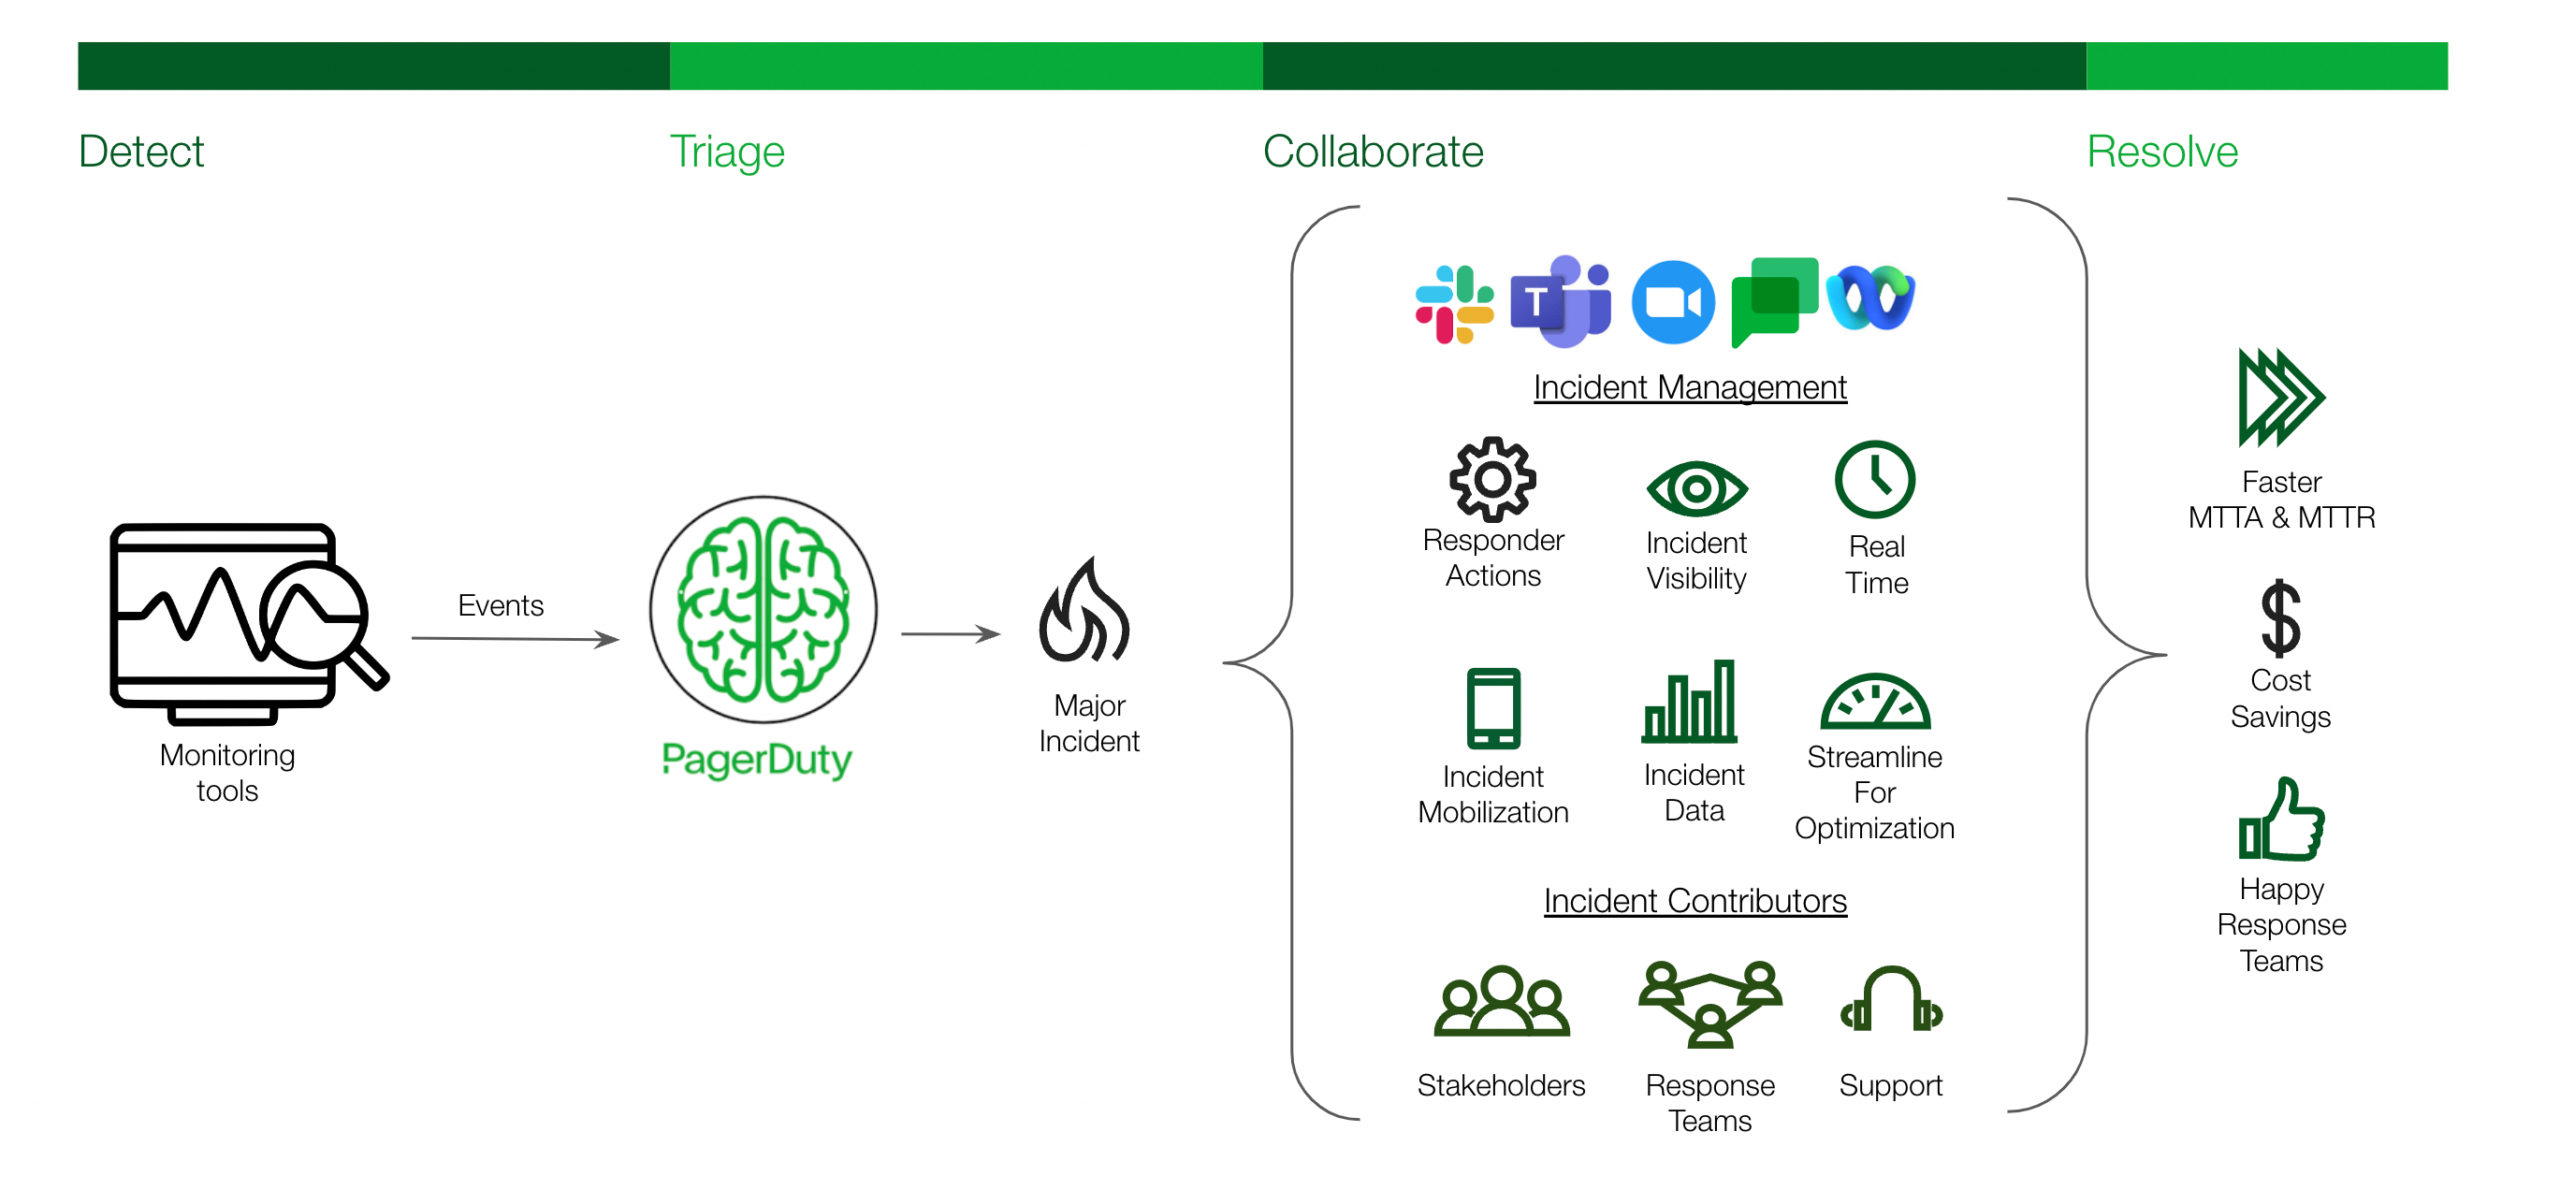 Detect
Triage
Collaborate
Resolve
T
Incident Management
Responder
Actions
Incident
Visibility
Real
Time
Faster
MTTA & MTTR
Events
Monitoring
tools
PagerDuty
Major
Incident
Incident
Mobilization
Incident
Data
Streamline
For
Optimization
$
Cost
Savings
Incident Contributors
Stakeholders
Response
Teams
Support
Happy
Response
Teams